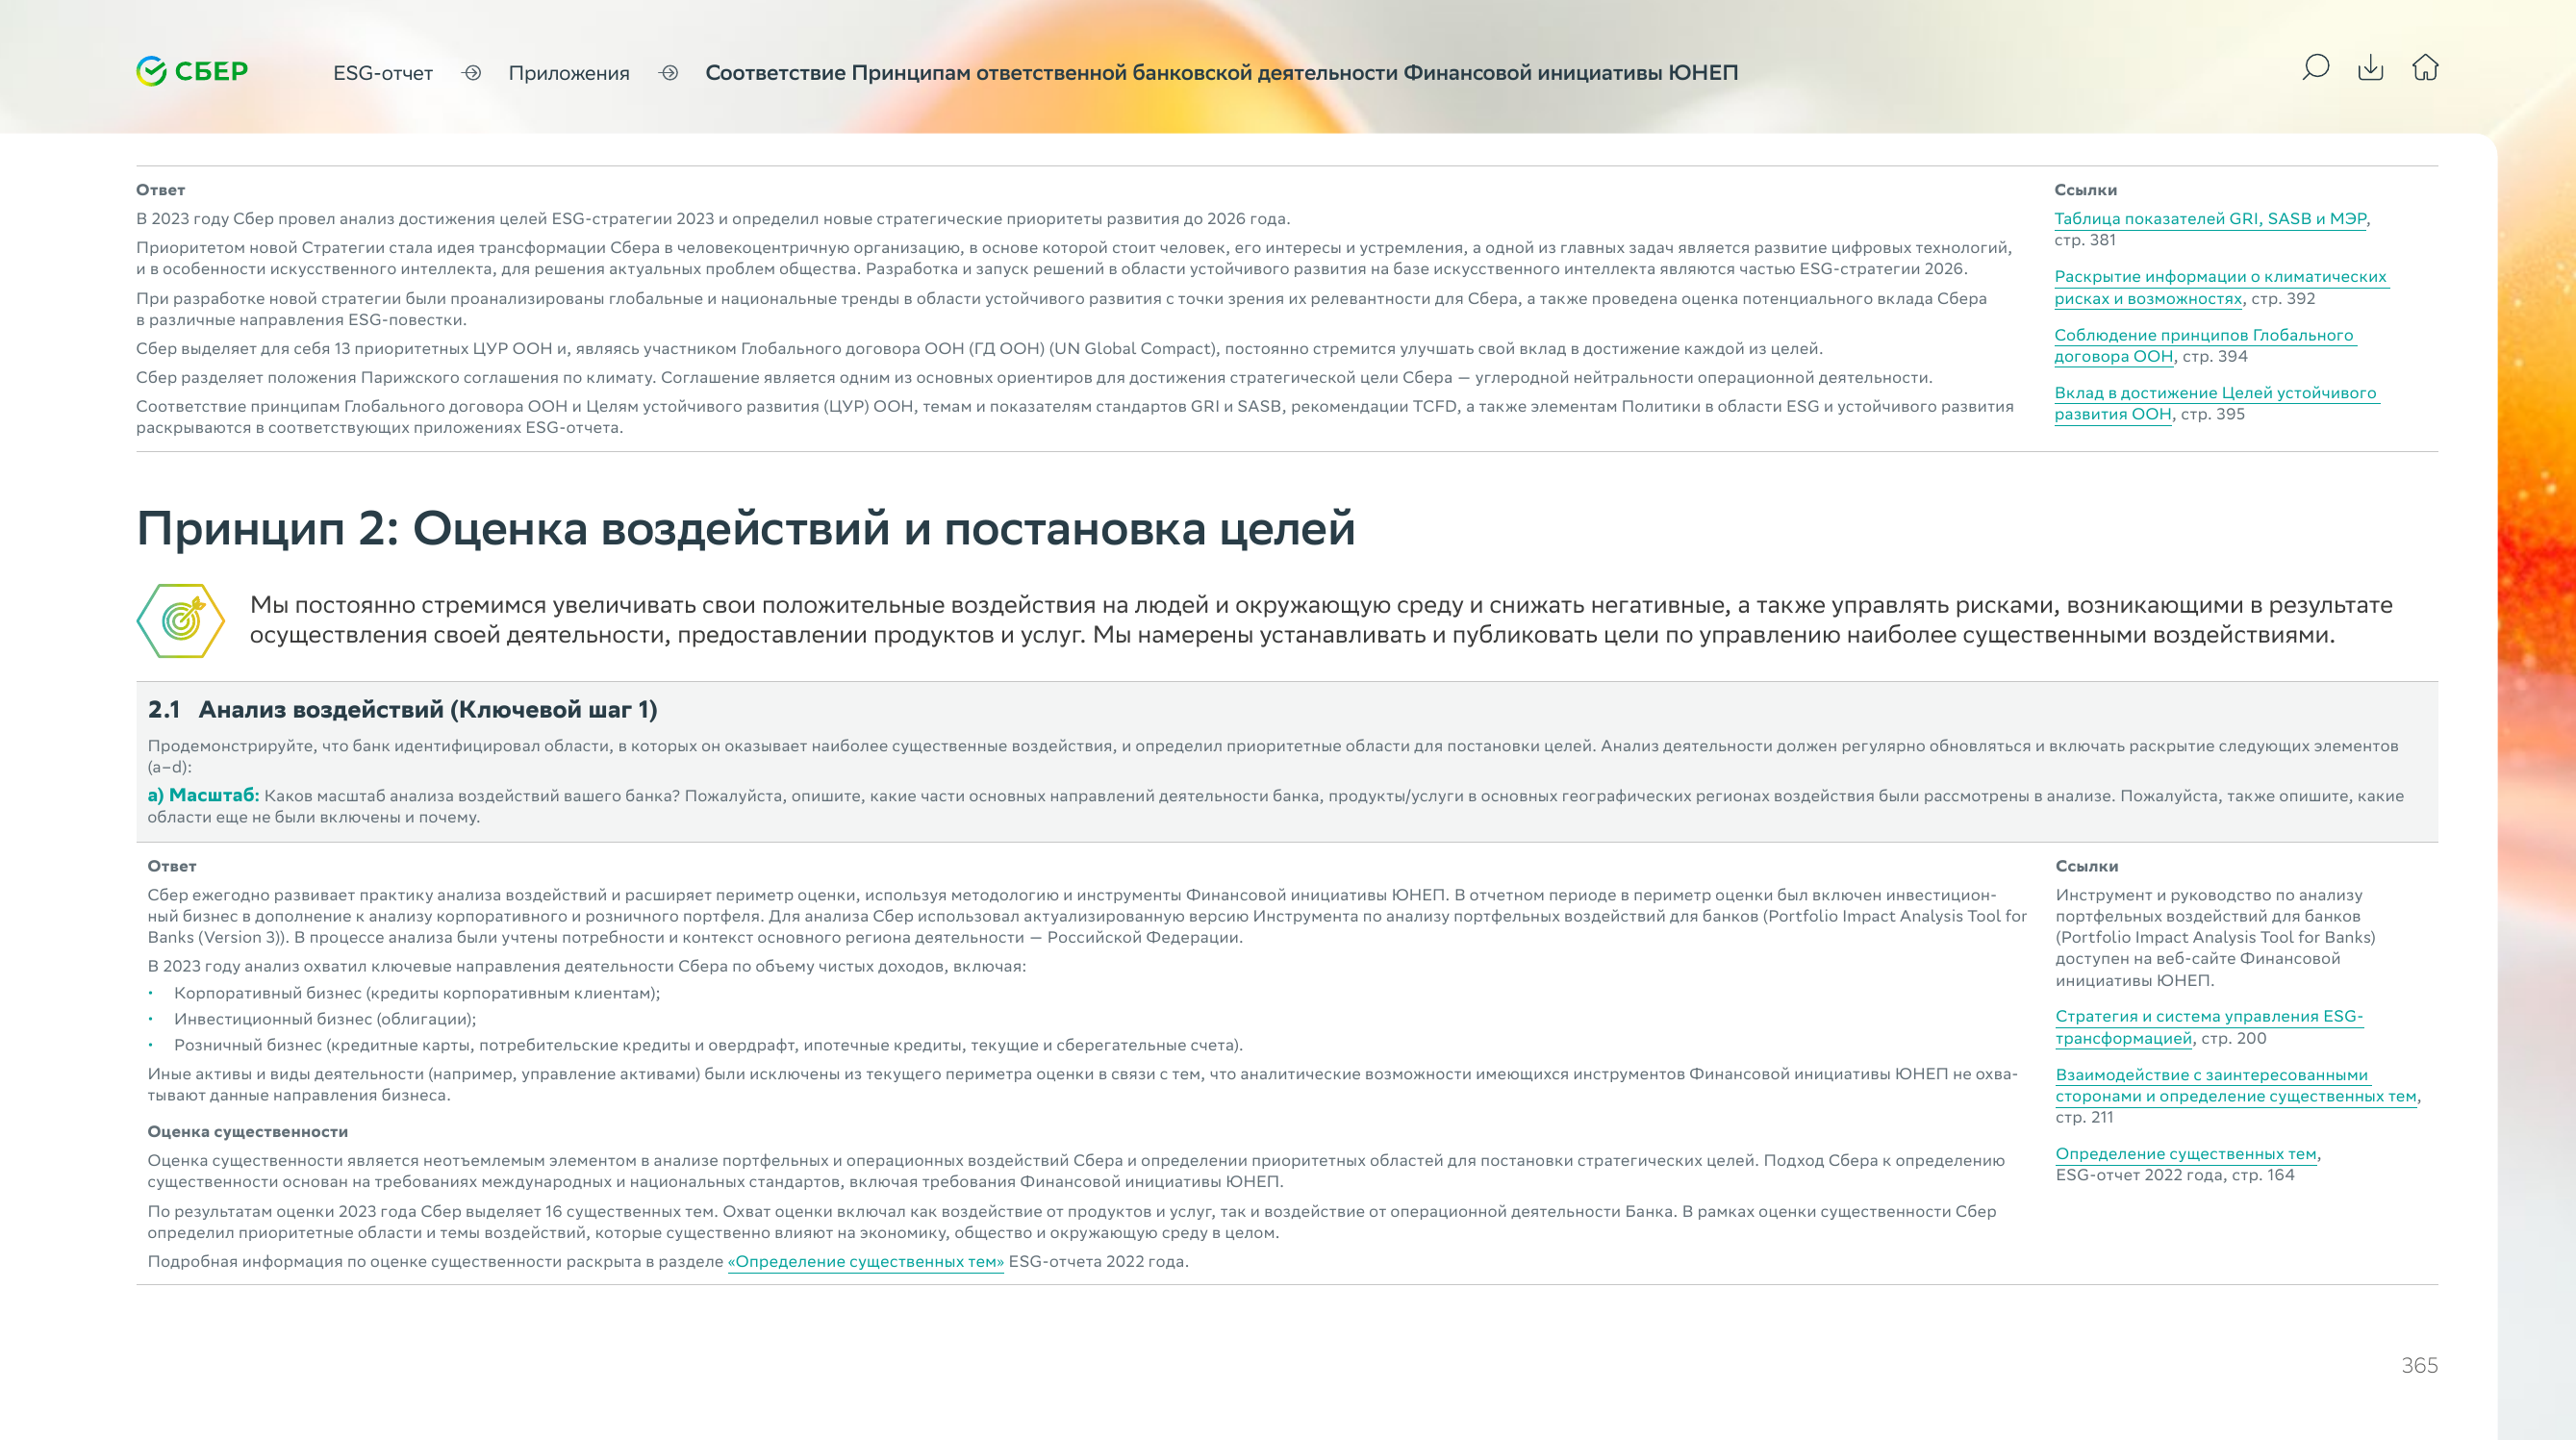 СБЕР
ESG-отчет
Приложения
Соответствие Принципам ответственной банковской деятельности Финансовой инициативы ЮНЕП
Ответ
В 2023 году Сбер провел анализ достижения целей ESG-стратегии 2023 и определил новые стратегические приоритеты развития до 2026 года.
Приоритетом новой Стратегии стала идея трансформации Сбера в человекоцентричную организацию, в основе которой стоит человек, его интересы и устремления, а одной из главных задач является развитие цифровых технологий,
и в особенности искусственного интеллекта, для решения актуальных проблем общества. Разработка и запуск решений в области устойчивого развития на базе искусственного интеллекта являются частью ESG-стратегии 2026.
При разработке новой стратегии были проанализированы глобальные и национальные тренды в области устойчивого развития с точки зрения их релевантности для Сбера, а также проведена оценка потенциального вклада Сбера
в различные направления ESG-повестки.
Сбер выделяет для себя 13 приоритетных ЦУР ООН и, являясь участником Глобального договора ООН (ГД ООН) (UN Global Compact), постоянно стремится улучшать свой вклад в достижение каждой из целей.
Сбер разделяет положения Парижского соглашения по климату. Соглашение является одним из основных ориентиров для достижения стратегической цели Сбера — углеродной нейтральности операционной деятельности.
Соответствие принципам Глобального договора ООН и Целям устойчивого развития (ЦУР) ООН, темам и показателям стандартов GRI и SASB, рекомендации TCFD, а также элементам Политики в области ESG и устойчивого развития
раскрываются в соответствующих приложениях ESG-отчета.
Ссылки
Таблица показателей GRI, SASB и МЭР,
стр. 381
Раскрытие информации о климатических
рисках и возможностях, стр. 392
Соблюдение принципов Глобального
договора ООН, стр. 394
Вклад в достижение Целей устойчивого
развития ООН, стр. 395
Принцип 2: Оценка воздействий и постановка целей
Мы постоянно стремимся увеличивать свои положительные воздействия на людей и окружающую среду и снижать негативные, а также управлять рисками, возникающими в результате
осуществления своей деятельности, предоставлении продуктов и услуг. Мы намерены устанавливать и публиковать цели по управлению наиболее существенными воздействиями.
2.1 Анализ воздействий (Ключевой шаг 1)
Продемонстрируйте, что банк идентифицировал области, в которых он оказывает наиболее существенные воздействия, и определил приоритетные области для постановки целей. Анализ деятельности должен регулярно обновляться и включать раскрытие следующих элементов
(a–d):
а) Масштаб: Каков масштаб анализа воздействий вашего банка? Пожалуйста, опишите, какие части основных направлений деятельности банка, продукты/услуги в основных географических регионах воздействия были рассмотрены в анализе. Пожалуйста, также опишите, какие
области еще не были включены и почему.
Ответ
Сбер ежегодно развивает практику анализа воздействий и расширяет периметр оценки, используя методологию и инструменты Финансовой инициативы ЮНЕП. В отчетном периоде в периметр оценки был включен инвестицион-
ный бизнес в дополнение к анализу корпоративного и розничного портфеля. Для анализа Сбер использовал актуализированную версию Инструмента по анализу портфельных воздействий для банков (Portfolio Impact Analysis Tool for
Banks (Version 3)). В процессе анализа были учтены потребности и контекст основного региона деятельности — Российской Федерации.
В 2023 году анализ охватил ключевые направления деятельности Сбера по объему чистых доходов, включая:
• Корпоративный бизнес (кредиты корпоративным клиентам);
• Инвестиционный бизнес (облигации);
• Розничный бизнес (кредитные карты, потребительские кредиты и овердрафт, ипотечные кредиты, текущие и сберегательные счета).
Иные активы и виды деятельности (например, управление активами) были исключены из текущего периметра оценки в связи с тем, что аналитические возможности имеющихся инструментов Финансовой инициативы ЮНЕП не охва-
тывают данные направления бизнеса.
Оценка существенности
Оценка существенности является неотъемлемым элементом в анализе портфельных и операционных воздействий Сбера и определении приоритетных областей для постановки стратегических целей. Подход Сбера к определению
существенности основан на требованиях международных и национальных стандартов, включая требования Финансовой инициативы ЮНЕП.
По результатам оценки 2023 года Сбер выделяет 16 существенных тем. Охват оценки включал как воздействие от продуктов и услуг, так и воздействие от операционной деятельности Банка. В рамках оценки существенности Сбер
определил приоритетные области и темы воздействий, которые существенно влияют на экономику, общество и окружающую среду в целом.
Подробная информация по оценке существенности раскрыта в разделе «Определение существенных тем» ESG-отчета 2022 года.
Ссылки
Инструмент и руководство по анализу
портфельных воздействий для банков
(Portfolio Impact Analysis Tool for Banks)
доступен на веб-сайте Финансовой
инициативы ЮНЕП.
Стратегия и система управления ESG-
трансформацией, стр. 200
Взаимодействие с заинтересованными
сторонами и определение существенных тем,
стр. 211
Определение существенных тем,
ESG-отчет 2022 года, стр. 164
365